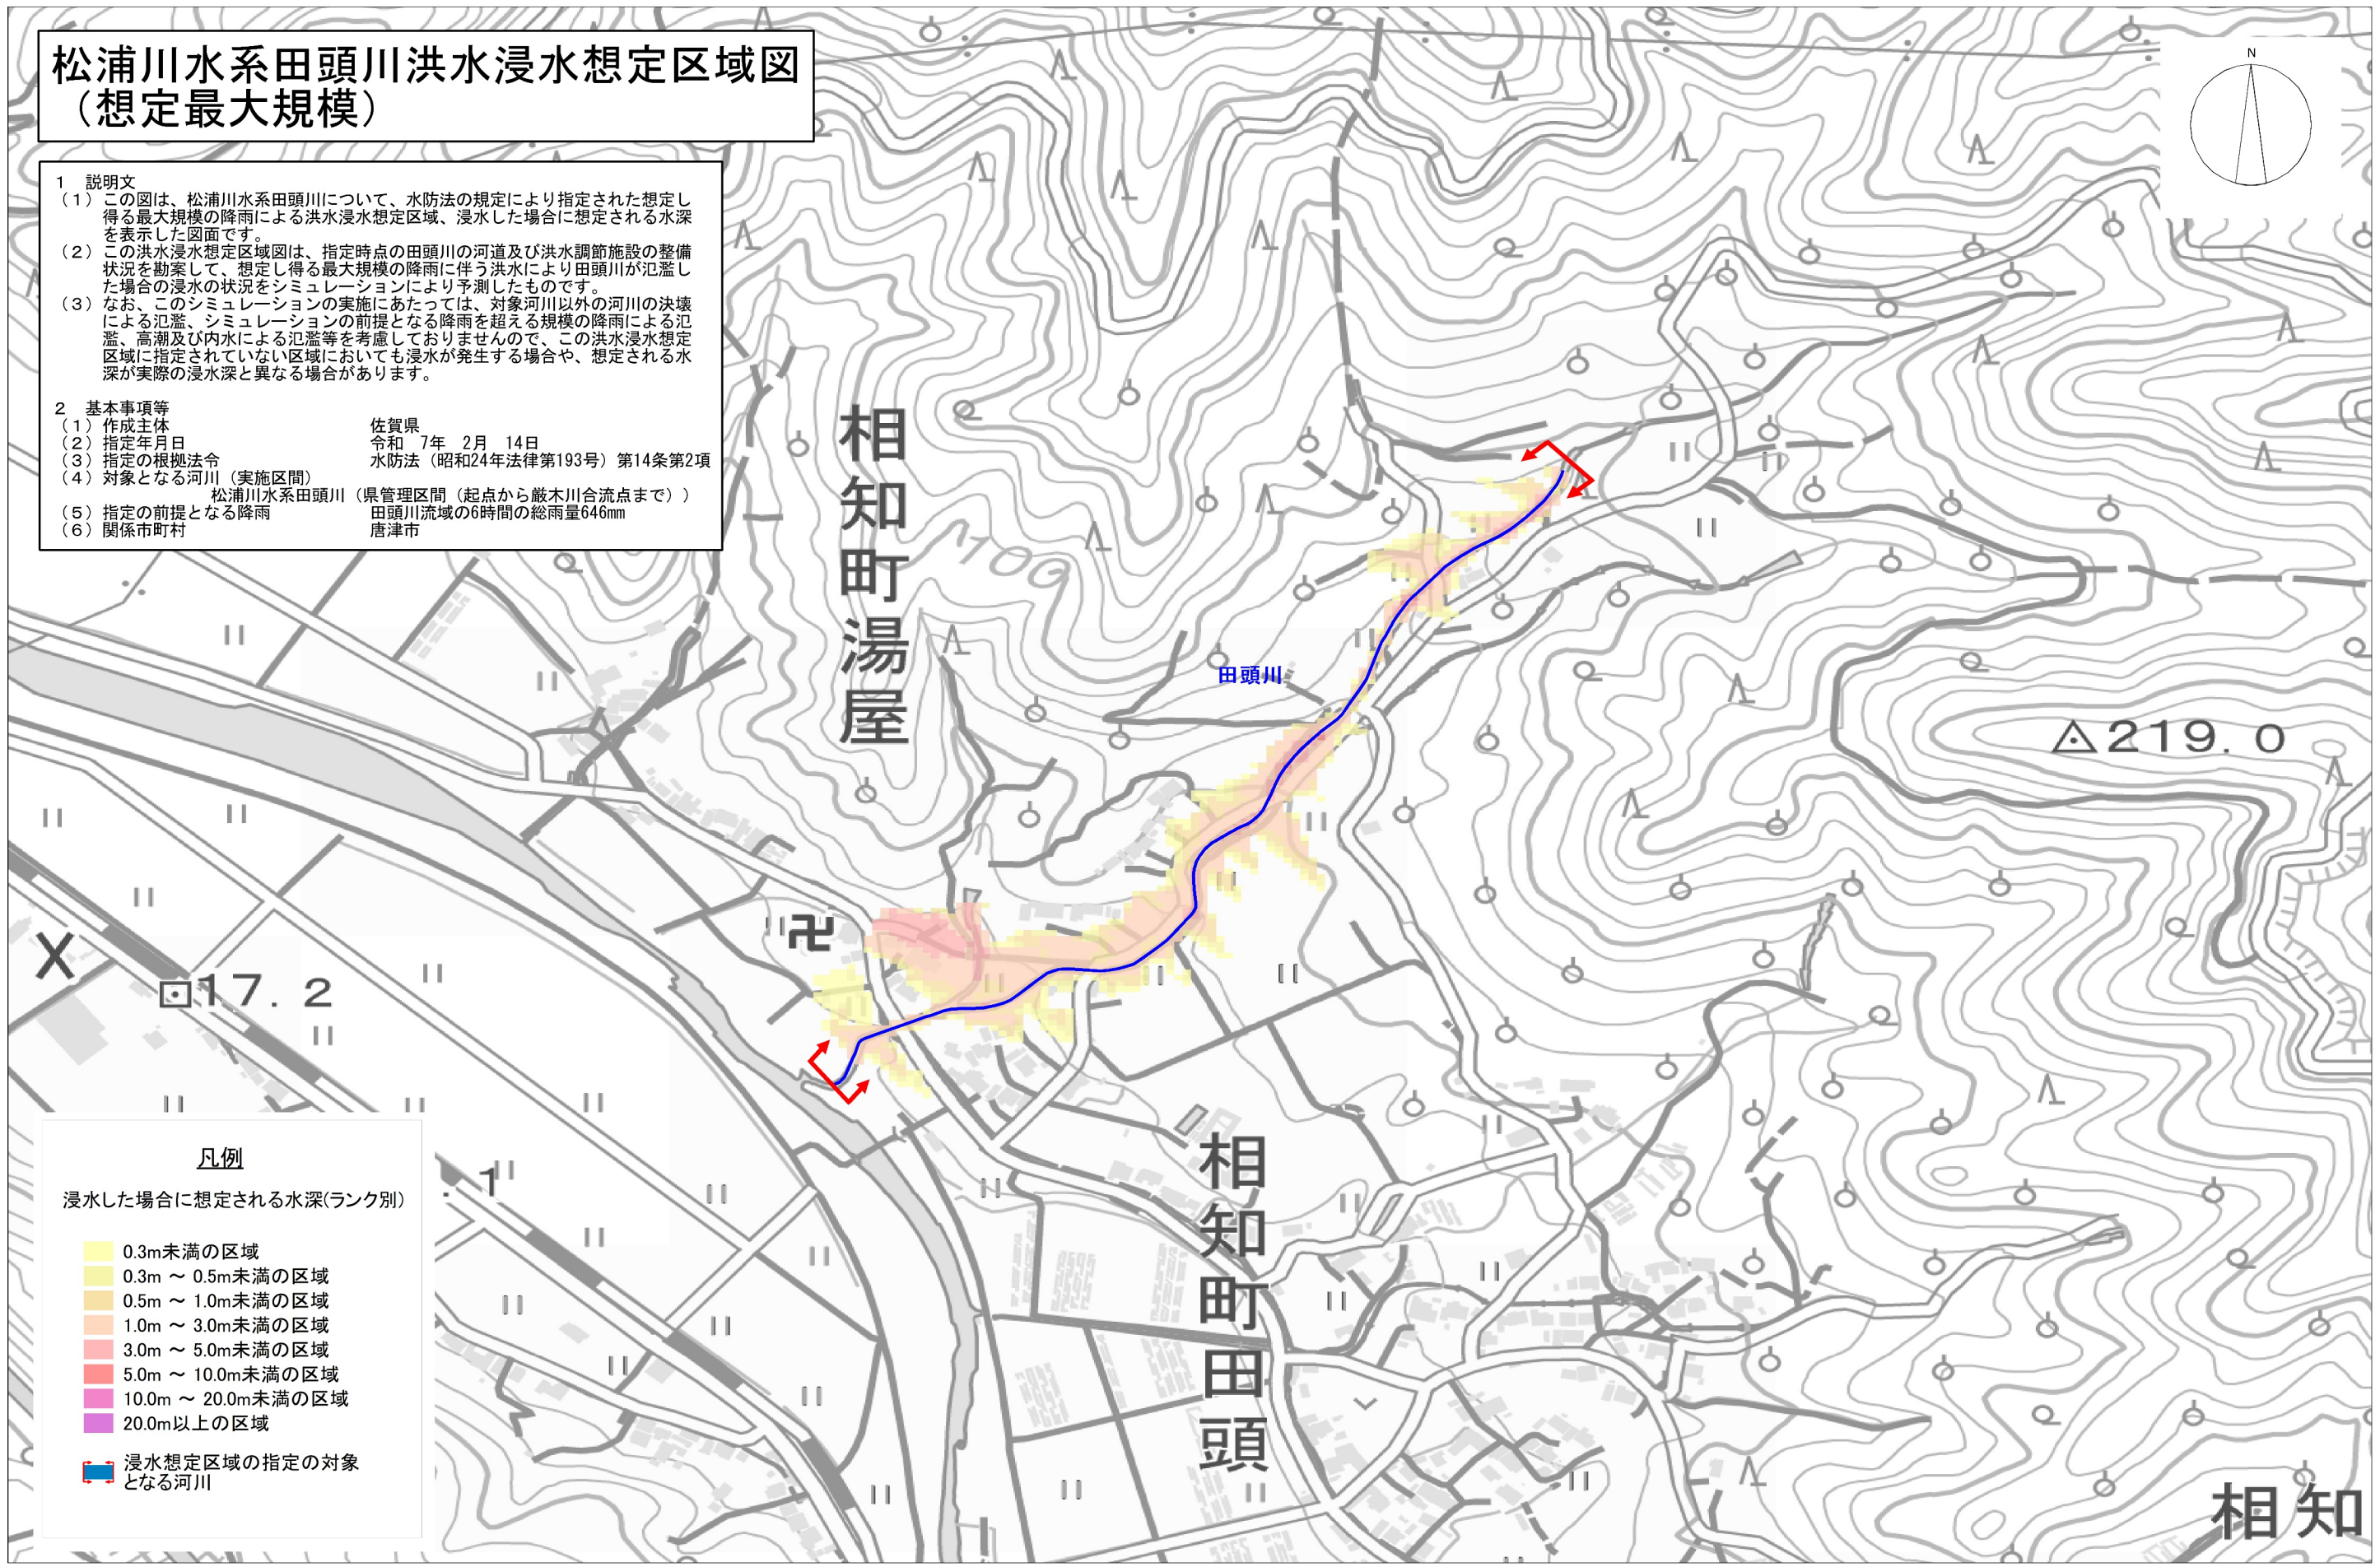 松浦川水系田頭川洪水浸水想定区域図
（想定最大規模）
N
1　説明文
（1）この図は、松浦川水系田頭川について、水防法の規定により指定された想定し
得る最大規模の降雨による洪水浸水想定区域、浸水した場合に想定される水深
を表示した図面です。
（2）この洪水浸水想定区域図は、指定時点の田頭川の河道及び洪水調節施設の整備
状況を勘案して、想定し得る最大規模の降雨に伴う洪水により田頭川が氾濫し
た場合の浸水の状況をシミュレーションにより予測したものです。
（3）なお、このシミュレーションの実施にあたっては、対象河川以外の河川の決壊
による氾濫、シミュレーションの前提となる降雨を超える規模の降雨による氾
濫、高潮及び内水による氾濫等を考慮しておりませんので、この洪水浸水想定
区域に指定されていない区域においても浸水が発生する場合や、想定される水
深が実際の浸水深と異なる場合があります。
2　基本事項等
（1）作成主体　佐賀県
（2）指定年月日　令和　7年　2月　14日
（3）指定の根拠法令　水防法（昭和24年法律第193号）第14条第2項
（4）対象となる河川（実施区間）
松浦川水系田頭川（県管理区間（起点から厳木川合流点まで））
（5）指定の前提となる降雨　田頭川流域の6時間の総雨量646mm
（6）関係市町村　唐津市
相知町湯屋
100
田頭川
219.0
17.2
相知町田頭
相知
凡例
浸水した場合に想定される水深(ランク別)
0.3m未満の区域
0.3m ～ 0.5m未満の区域
0.5m ～ 1.0m未満の区域
1.0m ～ 3.0m未満の区域
3.0m ～ 5.0m未満の区域
5.0m ～ 10.0m未満の区域
10.0m ～ 20.0m未満の区域
20.0m以上の区域
浸水想定区域の指定の対象
となる河川